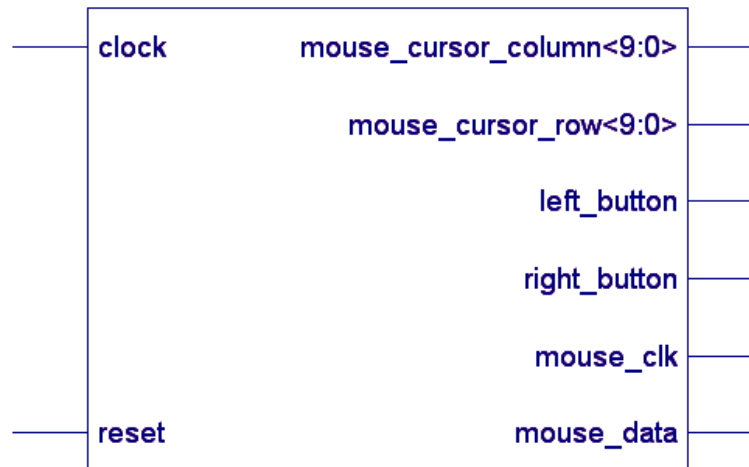 clock mouse_cursor_column<9:0>
mouse_cursor_row<9:0>
left_button
right_button
mouse_clk
reset mouse_data